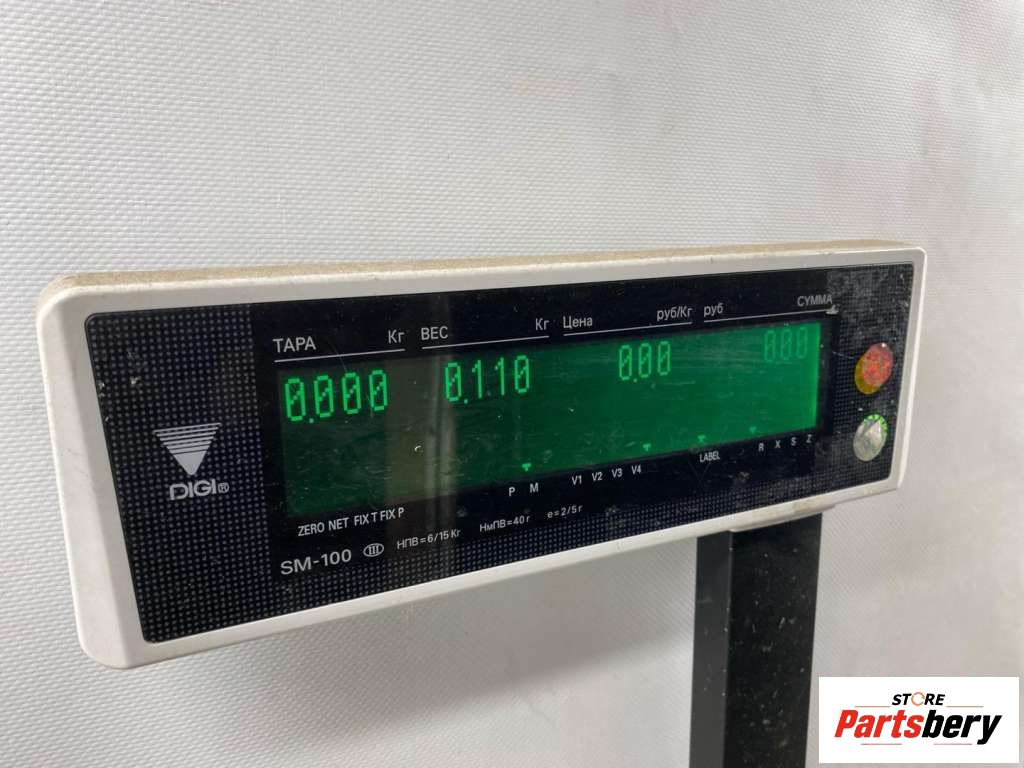 ТАРА Кг ВЕС Кг Цена руб/Кг руб СУММА
0.000 0.110 0.00 0.00
DIGI®
P M V1 V2 V3 V4 LABEL R X S Z
ZERO NET FIX T FIX P
SM-100 III НПВ=6/15 Кг НмПВ=40 г e=2/5 г
STORE
Partsbery